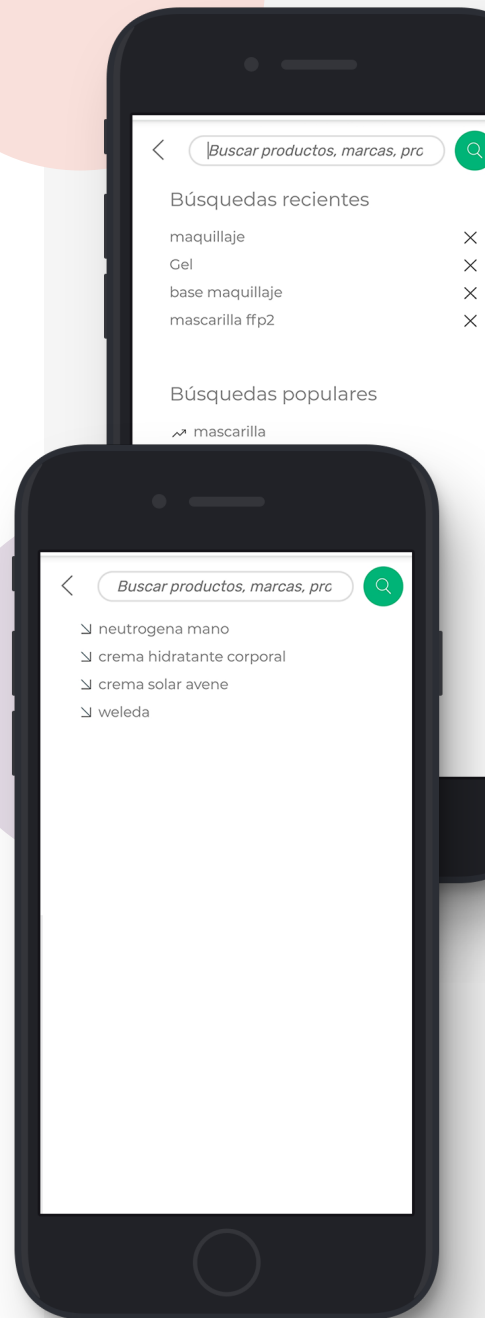 Buscar productos, marcas, prc
Búsquedas recientes
maquillaje
Gel
base maquillaje
mascarilla ffp2
Búsquedas populares
mascarilla
Buscar productos, marcas, prc
neutrogena mano
crema hidratante corporal
crema solar avene
weleda